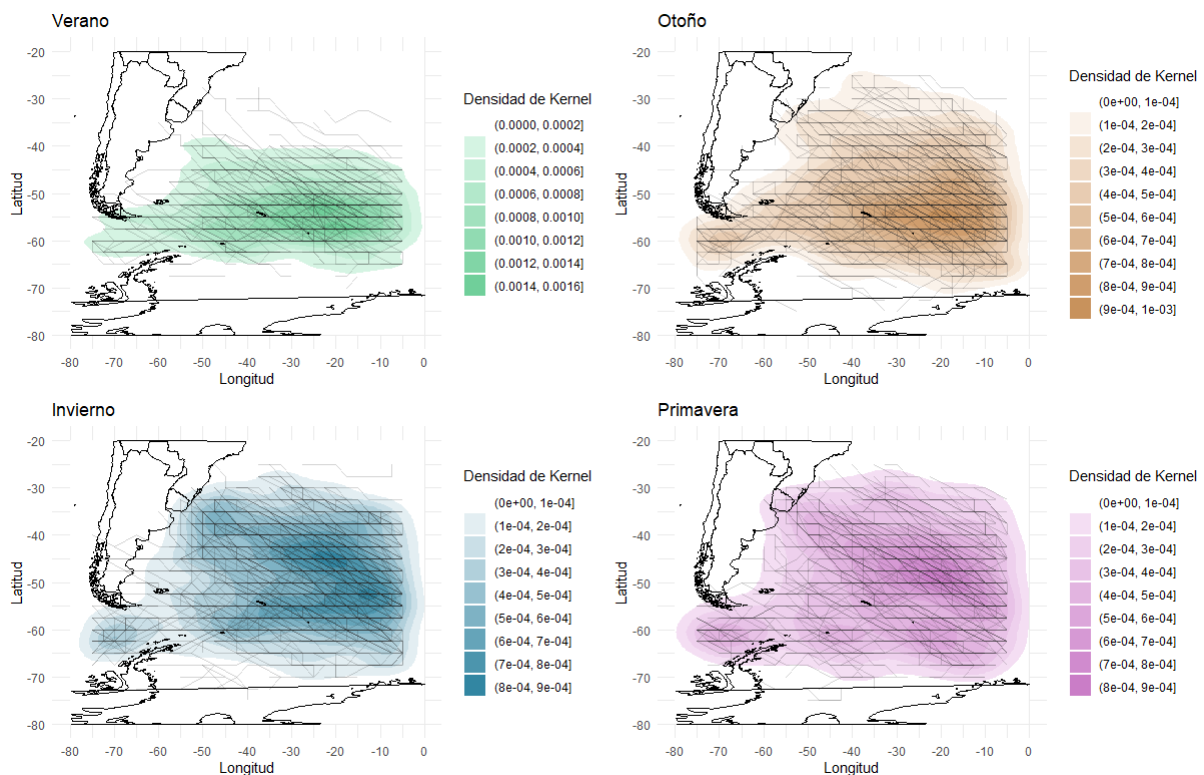 Verano
-20
-30
-40
-50
-60
-70
-80
Latitud
-80 -70 -60 -50 -40 -30 -20 -10 0
Longitud
Densidad de Kernel
(0.0000, 0.0002]
(0.0002, 0.0004]
(0.0004, 0.0006]
(0.0006, 0.0008]
(0.0008, 0.0010]
(0.0010, 0.0012]
(0.0012, 0.0014]
(0.0014, 0.0016]
Otoño
-20
-30
-40
-50
-60
-70
-80
Latitud
-80 -70 -60 -50 -40 -30 -20 -10 0
Longitud
Densidad de Kernel
(0e+00, 1e-04]
(1e-04, 2e-04]
(2e-04, 3e-04]
(3e-04, 4e-04]
(4e-04, 5e-04]
(5e-04, 6e-04]
(6e-04, 7e-04]
(7e-04, 8e-04]
(8e-04, 9e-04]
(9e-04, 1e-03]
Invierno
-20
-30
-40
-50
-60
-70
-80
Latitud
-80 -70 -60 -50 -40 -30 -20 -10 0
Longitud
Densidad de Kernel
(0e+00, 1e-04]
(1e-04, 2e-04]
(2e-04, 3e-04]
(3e-04, 4e-04]
(4e-04, 5e-04]
(5e-04, 6e-04]
(6e-04, 7e-04]
(7e-04, 8e-04]
(8e-04, 9e-04]
Primavera
-20
-30
-40
-50
-60
-70
-80
Latitud
-80 -70 -60 -50 -40 -30 -20 -10 0
Longitud
Densidad de Kernel
(0e+00, 1e-04]
(1e-04, 2e-04]
(2e-04, 3e-04]
(3e-04, 4e-04]
(4e-04, 5e-04]
(5e-04, 6e-04]
(6e-04, 7e-04]
(7e-04, 8e-04]
(8e-04, 9e-04]